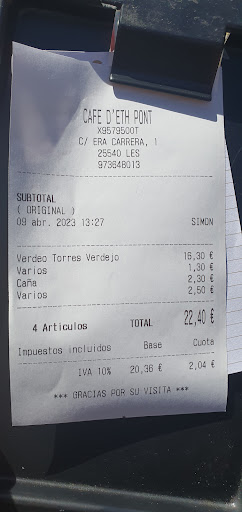 CAFE D'ETH PONT
X9579500T
C/ ERA CARRERA, 1
25540 LES
973648013
SUBTOTAL
( ORIGINAL )
09 abr. 2023 13:27 SIMON
Verdeo Torres Verdejo 16,30 €
Varios 1,30 €
Caña 2,30 €
Varios 2,50 €
4 Artículos TOTAL 22,40 €
Impuestos incluidos Base Cuota
IVA 10% 20,36 € 2,04 €
*** GRACIAS POR SU VISITA ***